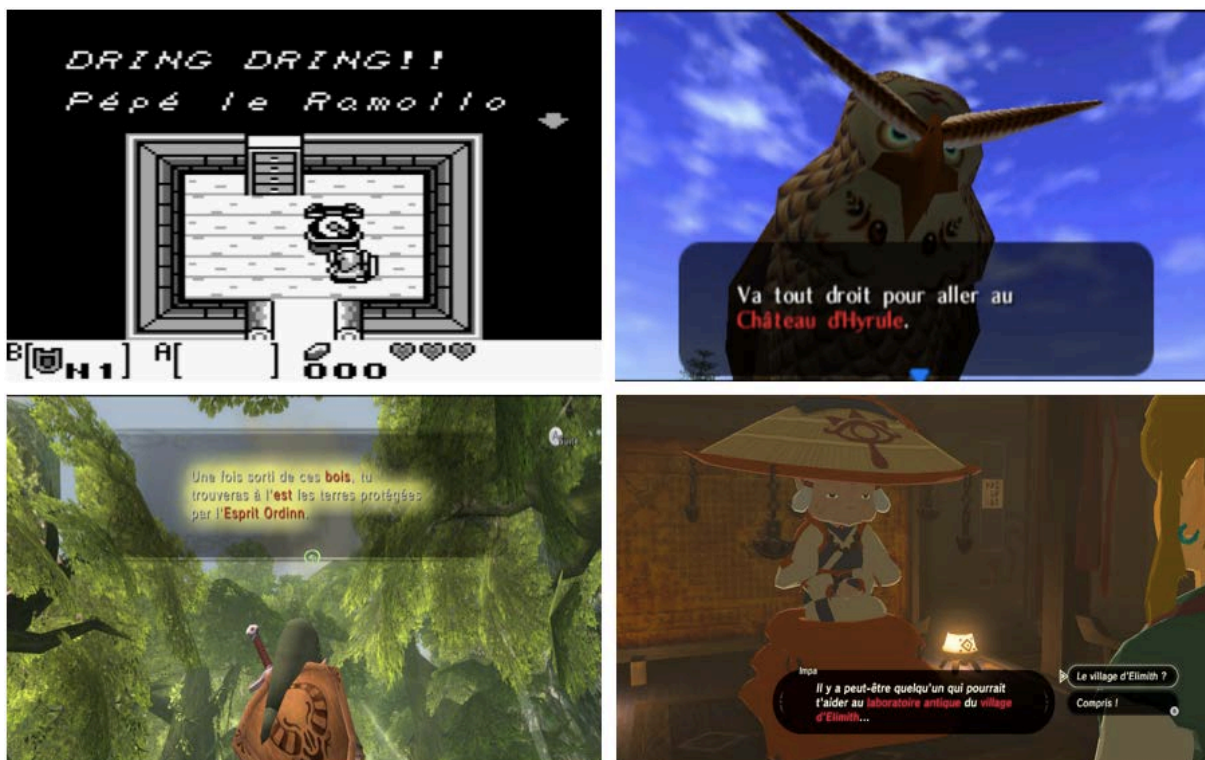 DRING DRING!!
Pépé le Ramollo
B[N 1] A[ ] 000
Va tout droit pour aller au
Château d'Hyrule.
Une fois sorti de ces bois, tu
trouveras à l'est les terres protégées
par l'Esprit Ordinn.
Impa
Il y a peut-être quelqu'un qui pourrait
t'aider au laboratoire antique du village
d'Elimith...
Le village d'Elimith ?
Compris !